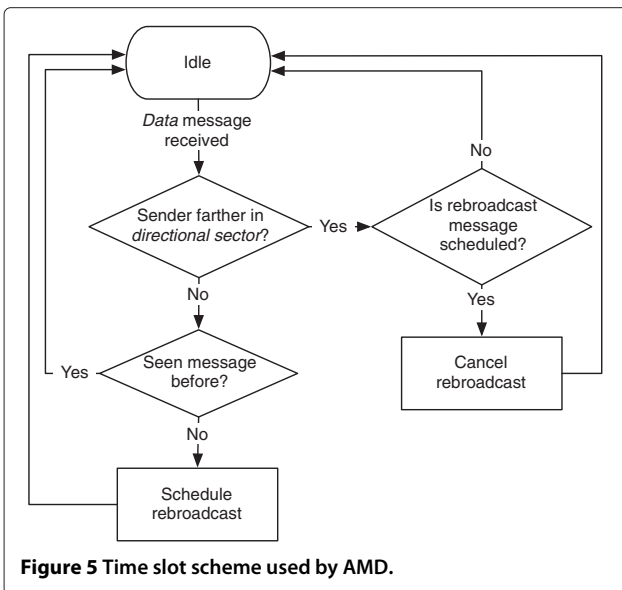 Idle
Data message
received
Sender farther in
directional sector?
Yes
Is rebroadcast
message
scheduled?
No
No
Yes
Seen message
before?
Yes
Cancel
rebroadcast
No
Schedule
rebroadcast
Figure 5 Time slot scheme used by AMD.